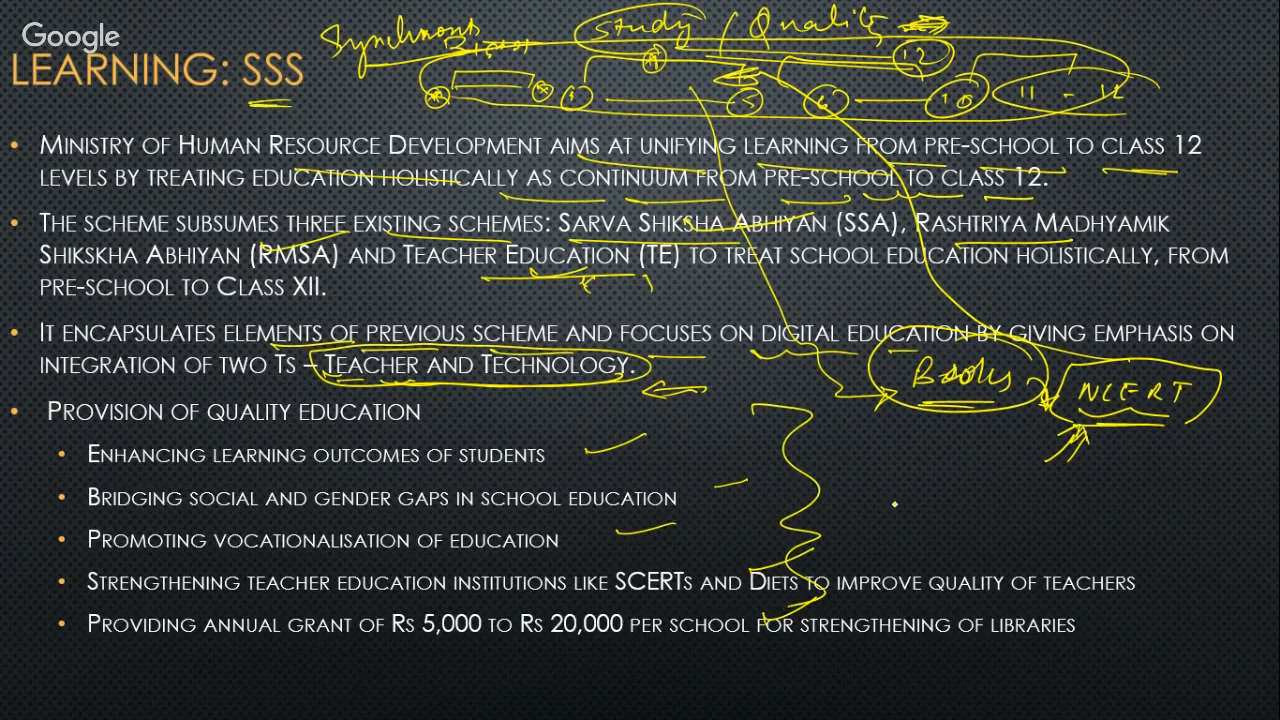 Google
Study / Quality
LEARNING: SSS
12
1
5
6
10
11 - 12
MINISTRY OF HUMAN RESOURCE DEVELOPMENT AIMS AT UNIFYING LEARNING FROM PRE-SCHOOL TO CLASS 12
LEVELS BY TREATING EDUCATION HOLISTICALLY AS CONTINUUM FROM PRE-SCHOOL TO CLASS 12.
THE SCHEME SUBSUMES THREE EXISTING SCHEMES: SARVA SHIKSHA ABHIYAN (SSA), RASHTRIYA MADHYAMIK
SHIKSKHA ABHIYAN (RMSA) AND TEACHER EDUCATION (TE) TO TREAT SCHOOL EDUCATION HOLISTICALLY, FROM
PRE-SCHOOL TO CLASS XII.
IT ENCAPSULATES ELEMENTS OF PREVIOUS SCHEME AND FOCUSES ON DIGITAL EDUCATION BY GIVING EMPHASIS ON
INTEGRATION OF TWO TS – TEACHER AND TECHNOLOGY.
Books
NCERT
PROVISION OF QUALITY EDUCATION
ENHANCING LEARNING OUTCOMES OF STUDENTS
BRIDGING SOCIAL AND GENDER GAPS IN SCHOOL EDUCATION
PROMOTING VOCATIONALISATION OF EDUCATION
STRENGTHENING TEACHER EDUCATION INSTITUTIONS LIKE SCERTS AND DIETS TO IMPROVE QUALITY OF TEACHERS
PROVIDING ANNUAL GRANT OF RS 5,000 TO RS 20,000 PER SCHOOL FOR STRENGTHENING OF LIBRARIES